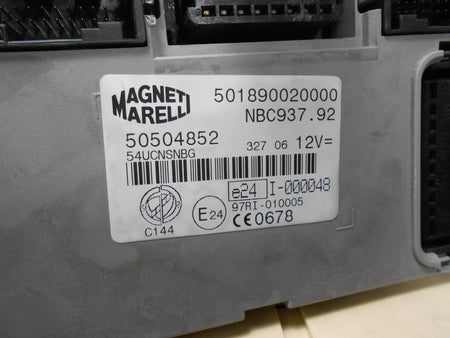 MAGNETI
MARELLI
501890020000
NBC937.92
50504852
54UCNSNBG
327 06 12V=
e24 I-000048
E24
97RI-010005
C144
CE0678